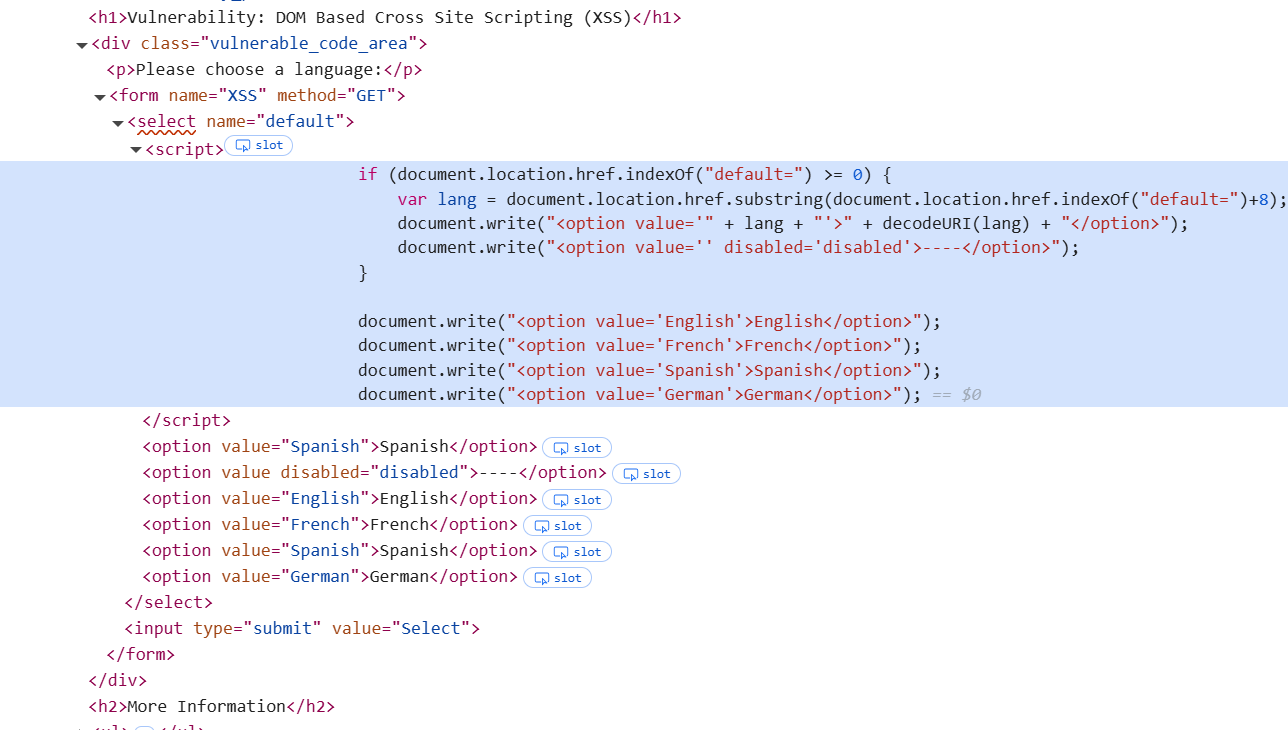 <h1>Vulnerability: DOM Based Cross Site Scripting (XSS)</h1>
<div class="vulnerable_code_area">
<p>Please choose a language:</p>
<form name="XSS" method="GET">
<select name="default">
<script> slot
if (document.location.href.indexOf("default=") >= 0) {
var lang = document.location.href.substring(document.location.href.indexOf("default=")+8);
document.write("<option value='" + lang + "'>" + decodeURI(lang) + "</option>");
document.write("<option value='' disabled='disabled'>----</option>");
}
document.write("<option value='English'>English</option>");
document.write("<option value='French'>French</option>");
document.write("<option value='Spanish'>Spanish</option>");
document.write("<option value='German'>German</option>"); == $0
</script>
<option value="Spanish">Spanish</option> slot
<option value disabled="disabled">----</option> slot
<option value="English">English</option> slot
<option value="French">French</option> slot
<option value="Spanish">Spanish</option> slot
<option value="German">German</option> slot
</select>
<input type="submit" value="Select">
</form>
</div>
<h2>More Information</h2>